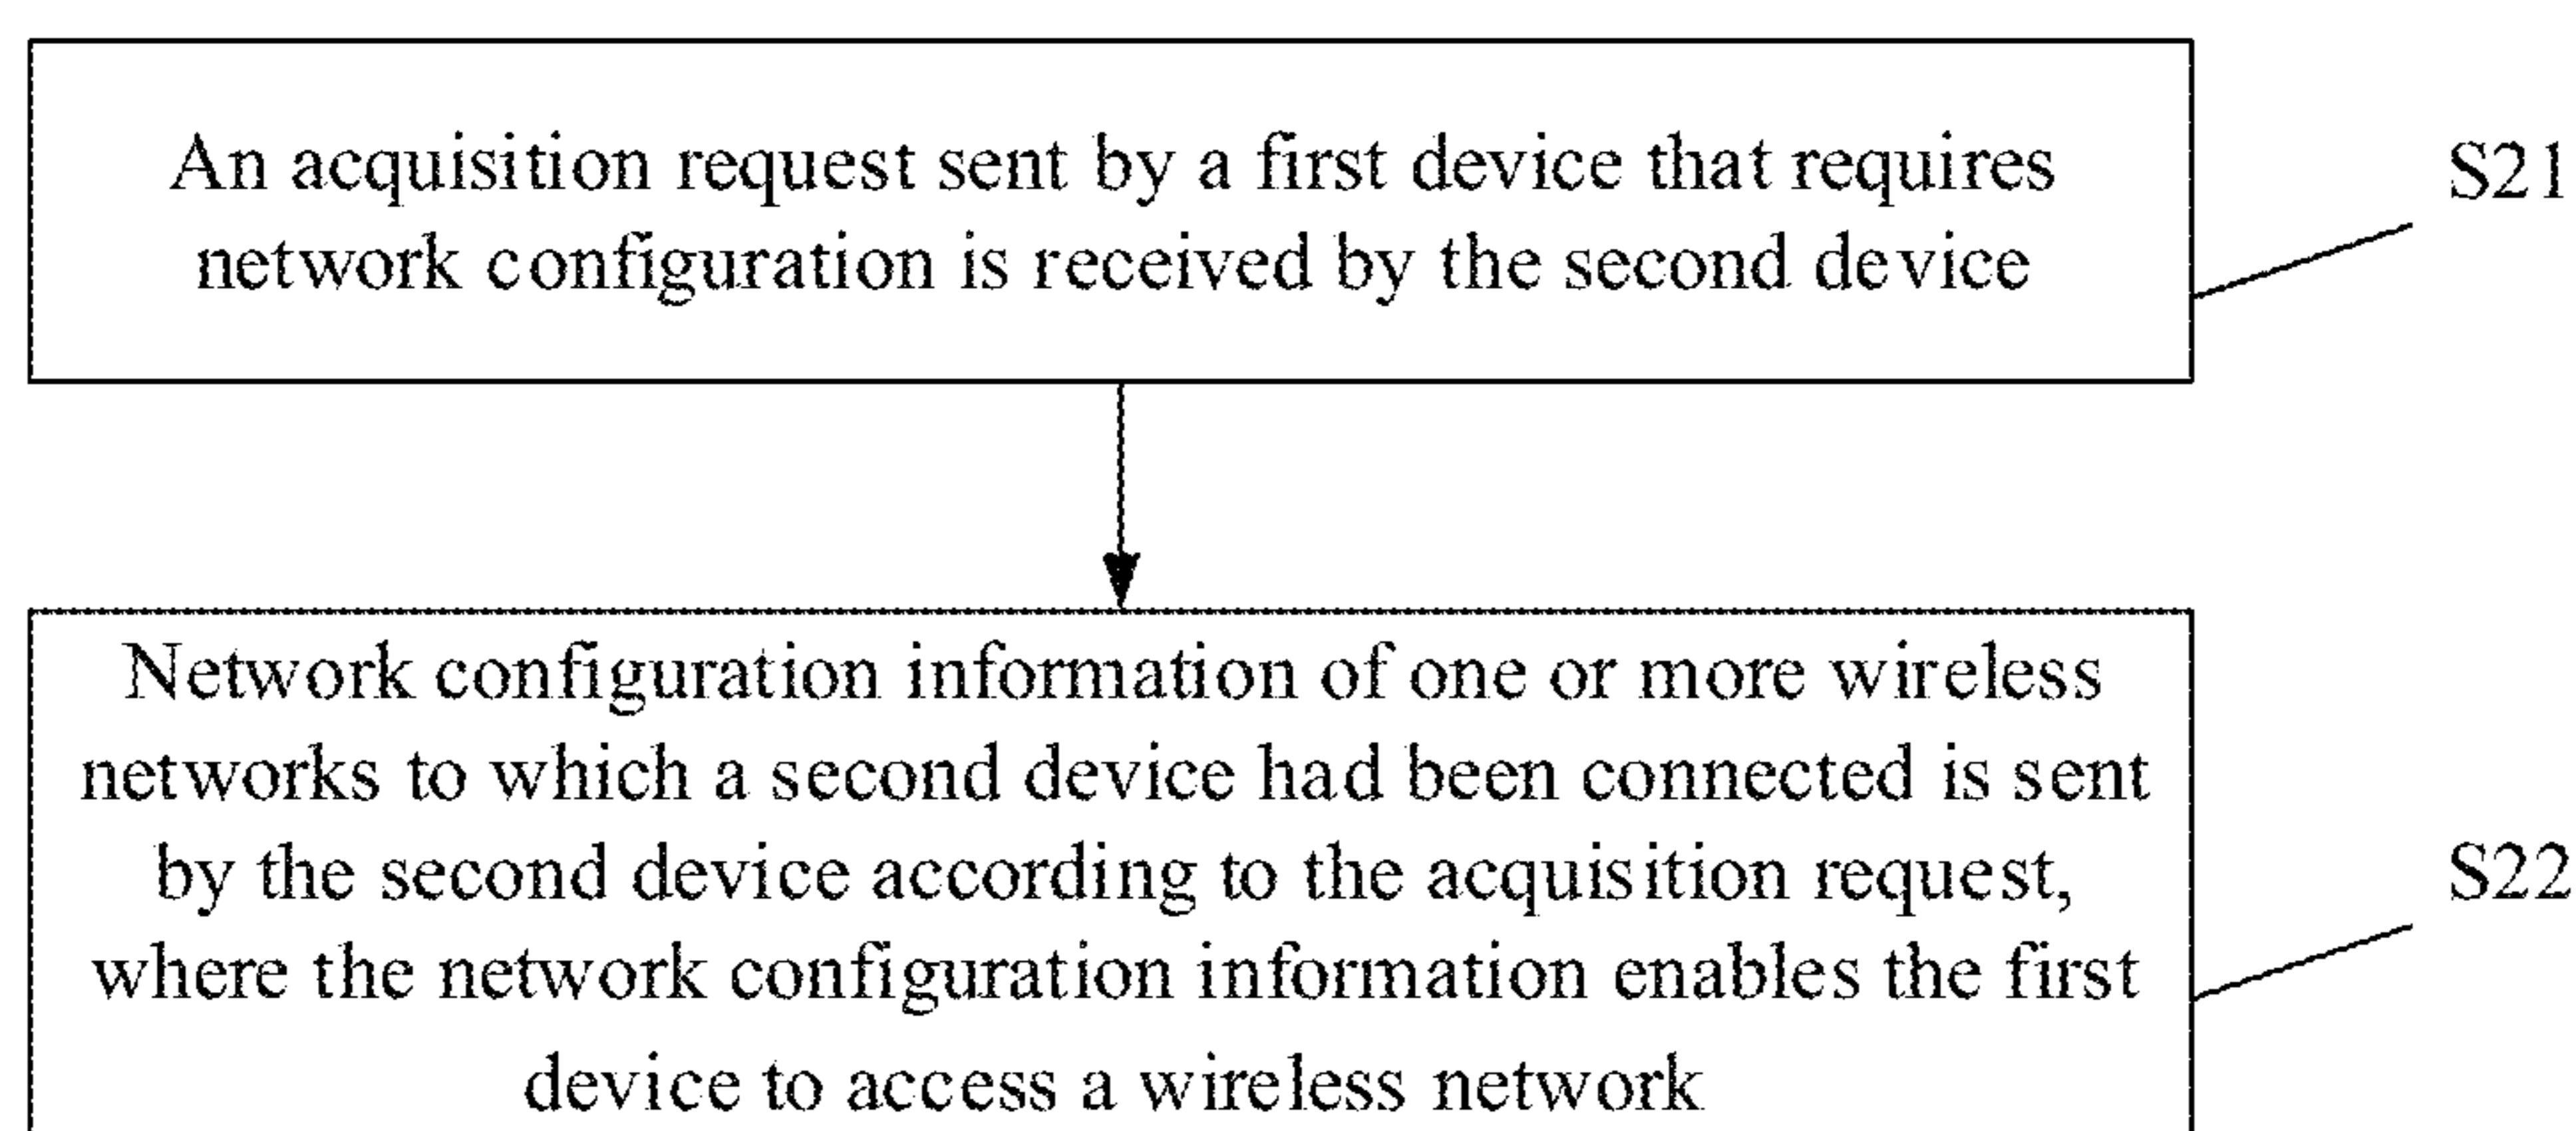 An acquisition request sent by a first device that requires
network configuration is received by the second device
S21
Network configuration information of one or more wireless
networks to which a second device had been connected is sent
by the second device according to the acquisition request,
where the network configuration information enables the first
device to access a wireless network
S22